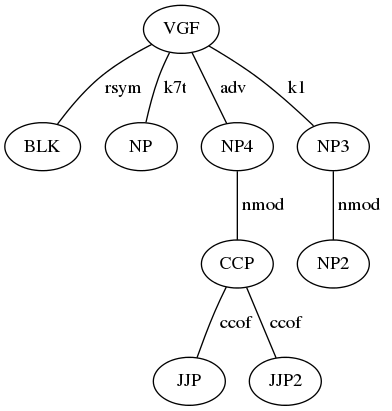 VGF
rsym k7t adv k1
BLK NP NP4 NP3
nmod nmod
CCP NP2
ccof ccof
JJP JJP2